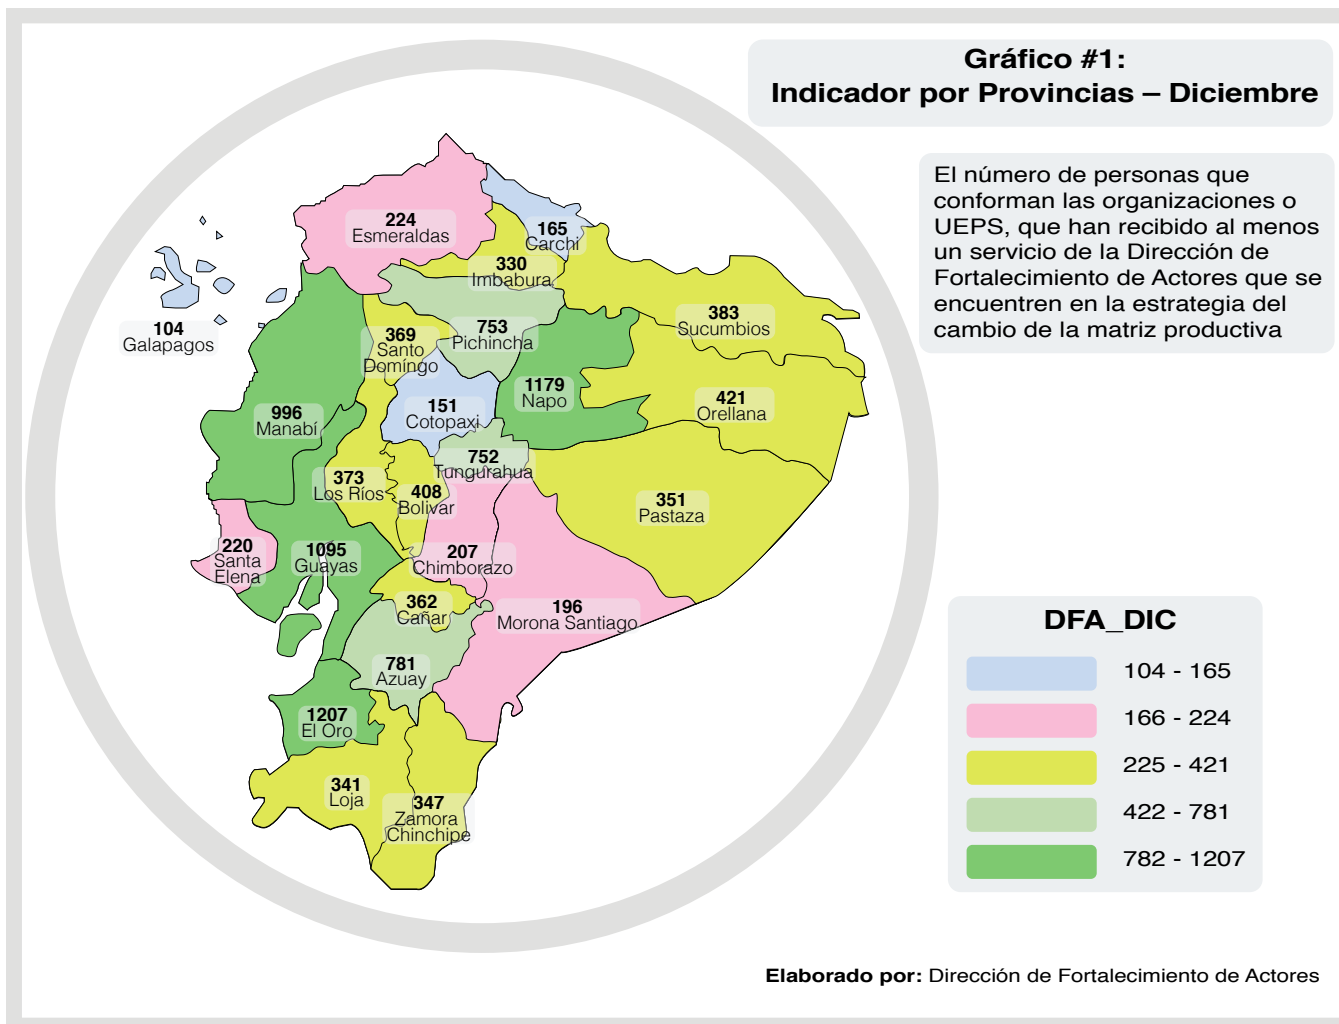 Gráfico #1:
Indicador por Provincias – Diciembre
El número de personas que
conforman las organizaciones o
UEPS, que han recibido al menos
un servicio de la Dirección de
Fortalecimiento de Actores que se
encuentren en la estrategia del
cambio de la matriz productiva
224
Esmeraldas
165
Carchi
330
Imbabura
104
Galapagos
369
Santo
Domíngo
753
Pichincha
383
Sucumbios
996
Manabí
151
Cotopaxi
1179
Napo
421
Orellana
373
Los Ríos
408
Bolivar
752
Tungurahua
351
Pastaza
220
Santa
Elena
1095
Guayas
207
Chimborazo
362
Cañar
196
Morona Santiago
781
Azuay
1207
El Oro
341
Loja
347
Zamora
Chinchipe
DFA_DIC
104 - 165
166 - 224
225 - 421
422 - 781
782 - 1207
Elaborado por: Dirección de Fortalecimiento de Actores